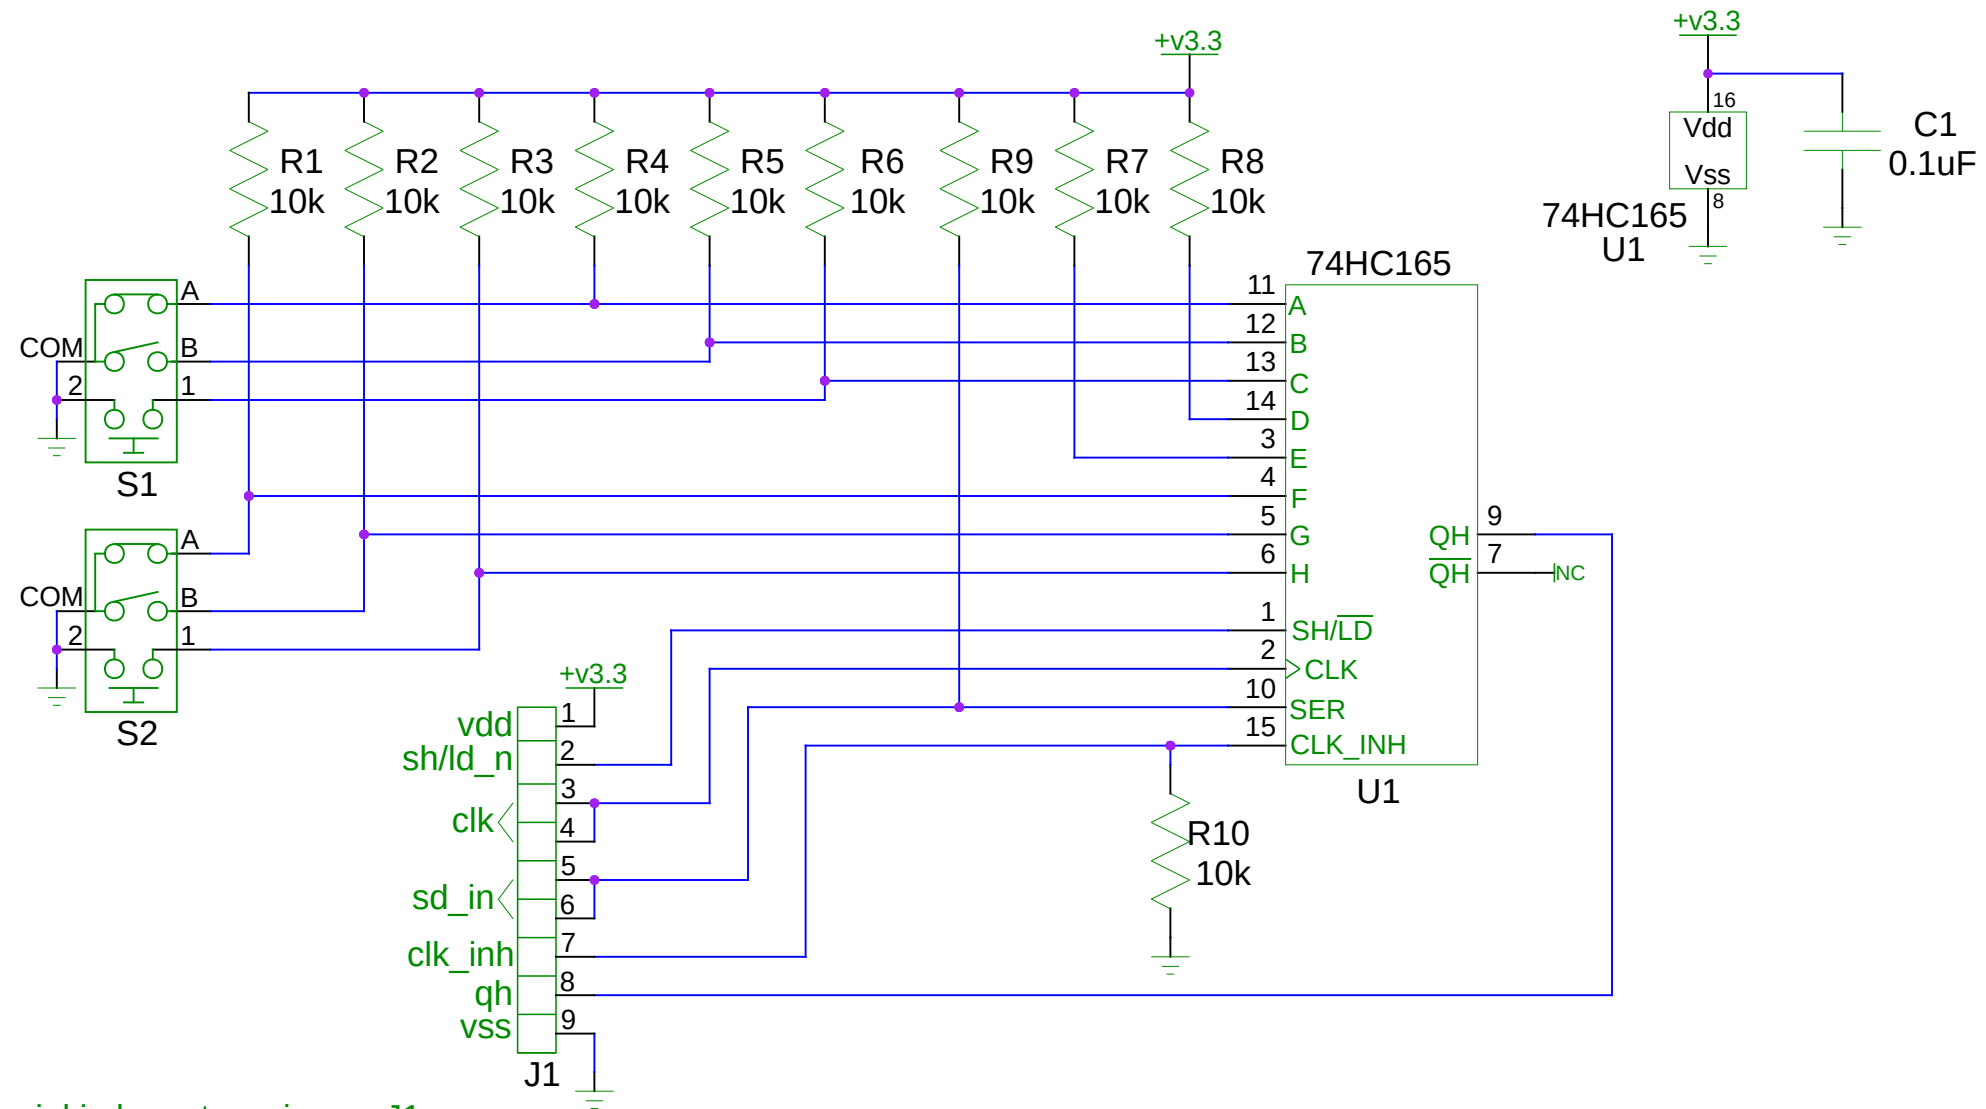 +v3.3
+v3.3
16
Vdd
Vss
8
74HC165
U1
C1
0.1uF
R1
10k
R2
10k
R3
10k
R4
10k
R5
10k
R6
10k
R9
10k
R7
10k
R8
10k
A
COM
B
2
1
S1
A
COM
B
2
1
S2
74HC165
11
A
12
B
13
C
14
D
3
E
4
F
5
G
6
H
1
SH/LD
2
CLK
10
SER
15
CLK_INH
QH
9
QH
7
NC
U1
R10
10k
+v3.3
vdd
1
sh/ld_n
2
3
clk
4
5
sd_in
6
clk_inh
7
qh
8
vss
9
J1
J1